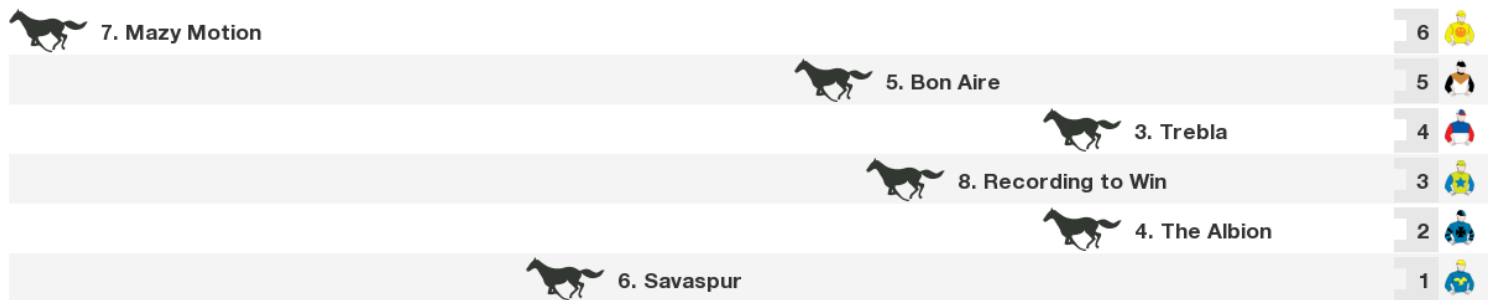 7. Mazy Motion 6
5. Bon Aire 5
3. Trebla 4
8. Recording to Win 3
4. The Albion 2
6. Savaspur 1